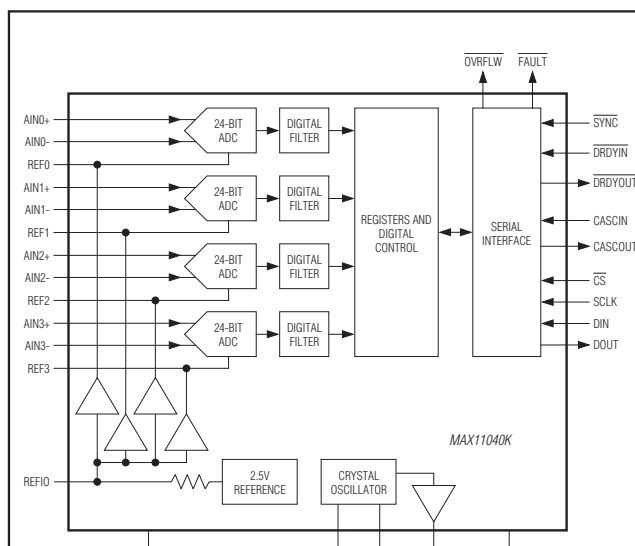 OVRFLW
FAULT
AIN0+
AIN0-
REF0
24-BIT
ADC
DIGITAL
FILTER
AIN1+
AIN1-
REF1
24-BIT
ADC
DIGITAL
FILTER
AIN2+
AIN2-
REF2
24-BIT
ADC
DIGITAL
FILTER
AIN3+
AIN3-
REF3
24-BIT
ADC
DIGITAL
FILTER
REGISTERS AND
DIGITAL
CONTROL
SERIAL
INTERFACE
SYNC
DRDYIN
DRDYOUT
CASCIN
CASCOUT
CS
SCLK
DIN
DOUT
MAX11040K
REFIO
2.5V
REFERENCE
CRYSTAL
OSCILLATOR